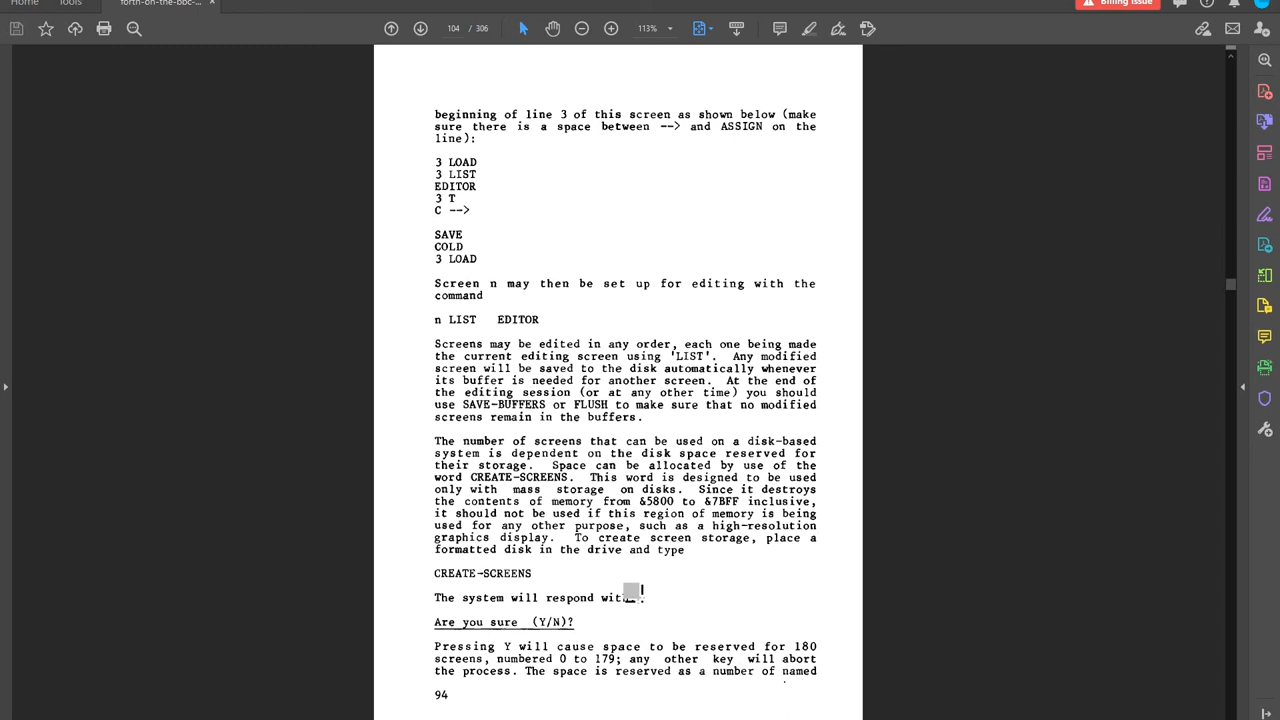 Home
Tools
forth-on-the-bbc-...
Billing issue
104 / 306
113%
beginning of line 3 of this screen as shown below (make
sure there is a space between --> and ASSIGN on the
line):
3 LOAD
3 LIST
EDITOR
3 T
C -->
SAVE
COLD
3 LOAD
Screen n may then be set up for editing with the
command
n LIST EDITOR
Screens may be edited in any order, each one being made
the current editing screen using 'LIST'. Any modified
screen will be saved to the disk automatically whenever
its buffer is needed for another screen. At the end of
the editing session (or at any other time) you should
use SAVE-BUFFERS or FLUSH to make sure that no modified
screens remain in the buffers.
The number of screens that can be used on a disk-based
system is dependent on the disk space reserved for
their storage. Space can be allocated by use of the
word CREATE-SCREENS. This word is designed to be used
only with mass storage on disks. Since it destroys
the contents of memory from &5800 to &7BFF inclusive,
it should not be used if this region of memory is being
used for any other purpose, such as a high-resolution
graphics display. To create screen storage, place a
formatted disk in the drive and type
CREATE-SCREENS
The system will respond
Are you sure (Y/N)?
Pressing Y will cause space to be reserved for 180
screens, numbered 0 to 179; any other key will abort
the process. The space is reserved as a number of named
94